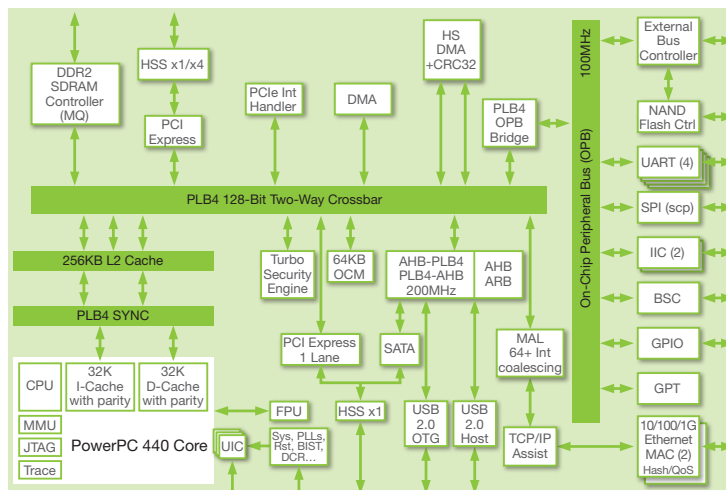 DDR2
SDRAM
Controller
(MQ)
HSS x1/x4
PCI
Express
PCIe Int
Handler
DMA
HS
DMA
+CRC32
PLB4
OPB
Bridge
PLB4 128-Bit Two-Way Crossbar
256KB L2 Cache
PLB4 SYNC
Turbo
Security
Engine
64KB
OCM
AHB-PLB4
PLB4-AHB
200MHz
AHB
ARB
PCI Express
1 Lane
SATA
MAL
64+ Int
coalescing
CPU
32K
I-Cache
with parity
32K
D-Cache
with parity
MMU
JTAG
Trace
PowerPC 440 Core
UIC
FPU
Sys, PLLs,
Rst, BIST,
DCR...
HSS x1
USB
2.0
OTG
USB
2.0
Host
TCP/IP
Assist
On-Chip Peripheral Bus (OPB)
100MHz
External
Bus
Controller
NAND
Flash Ctrl
UART (4)
SPI (scp)
IIC (2)
BSC
GPIO
GPT
10/100/1G
Ethernet
MAC (2)
Hash/QoS